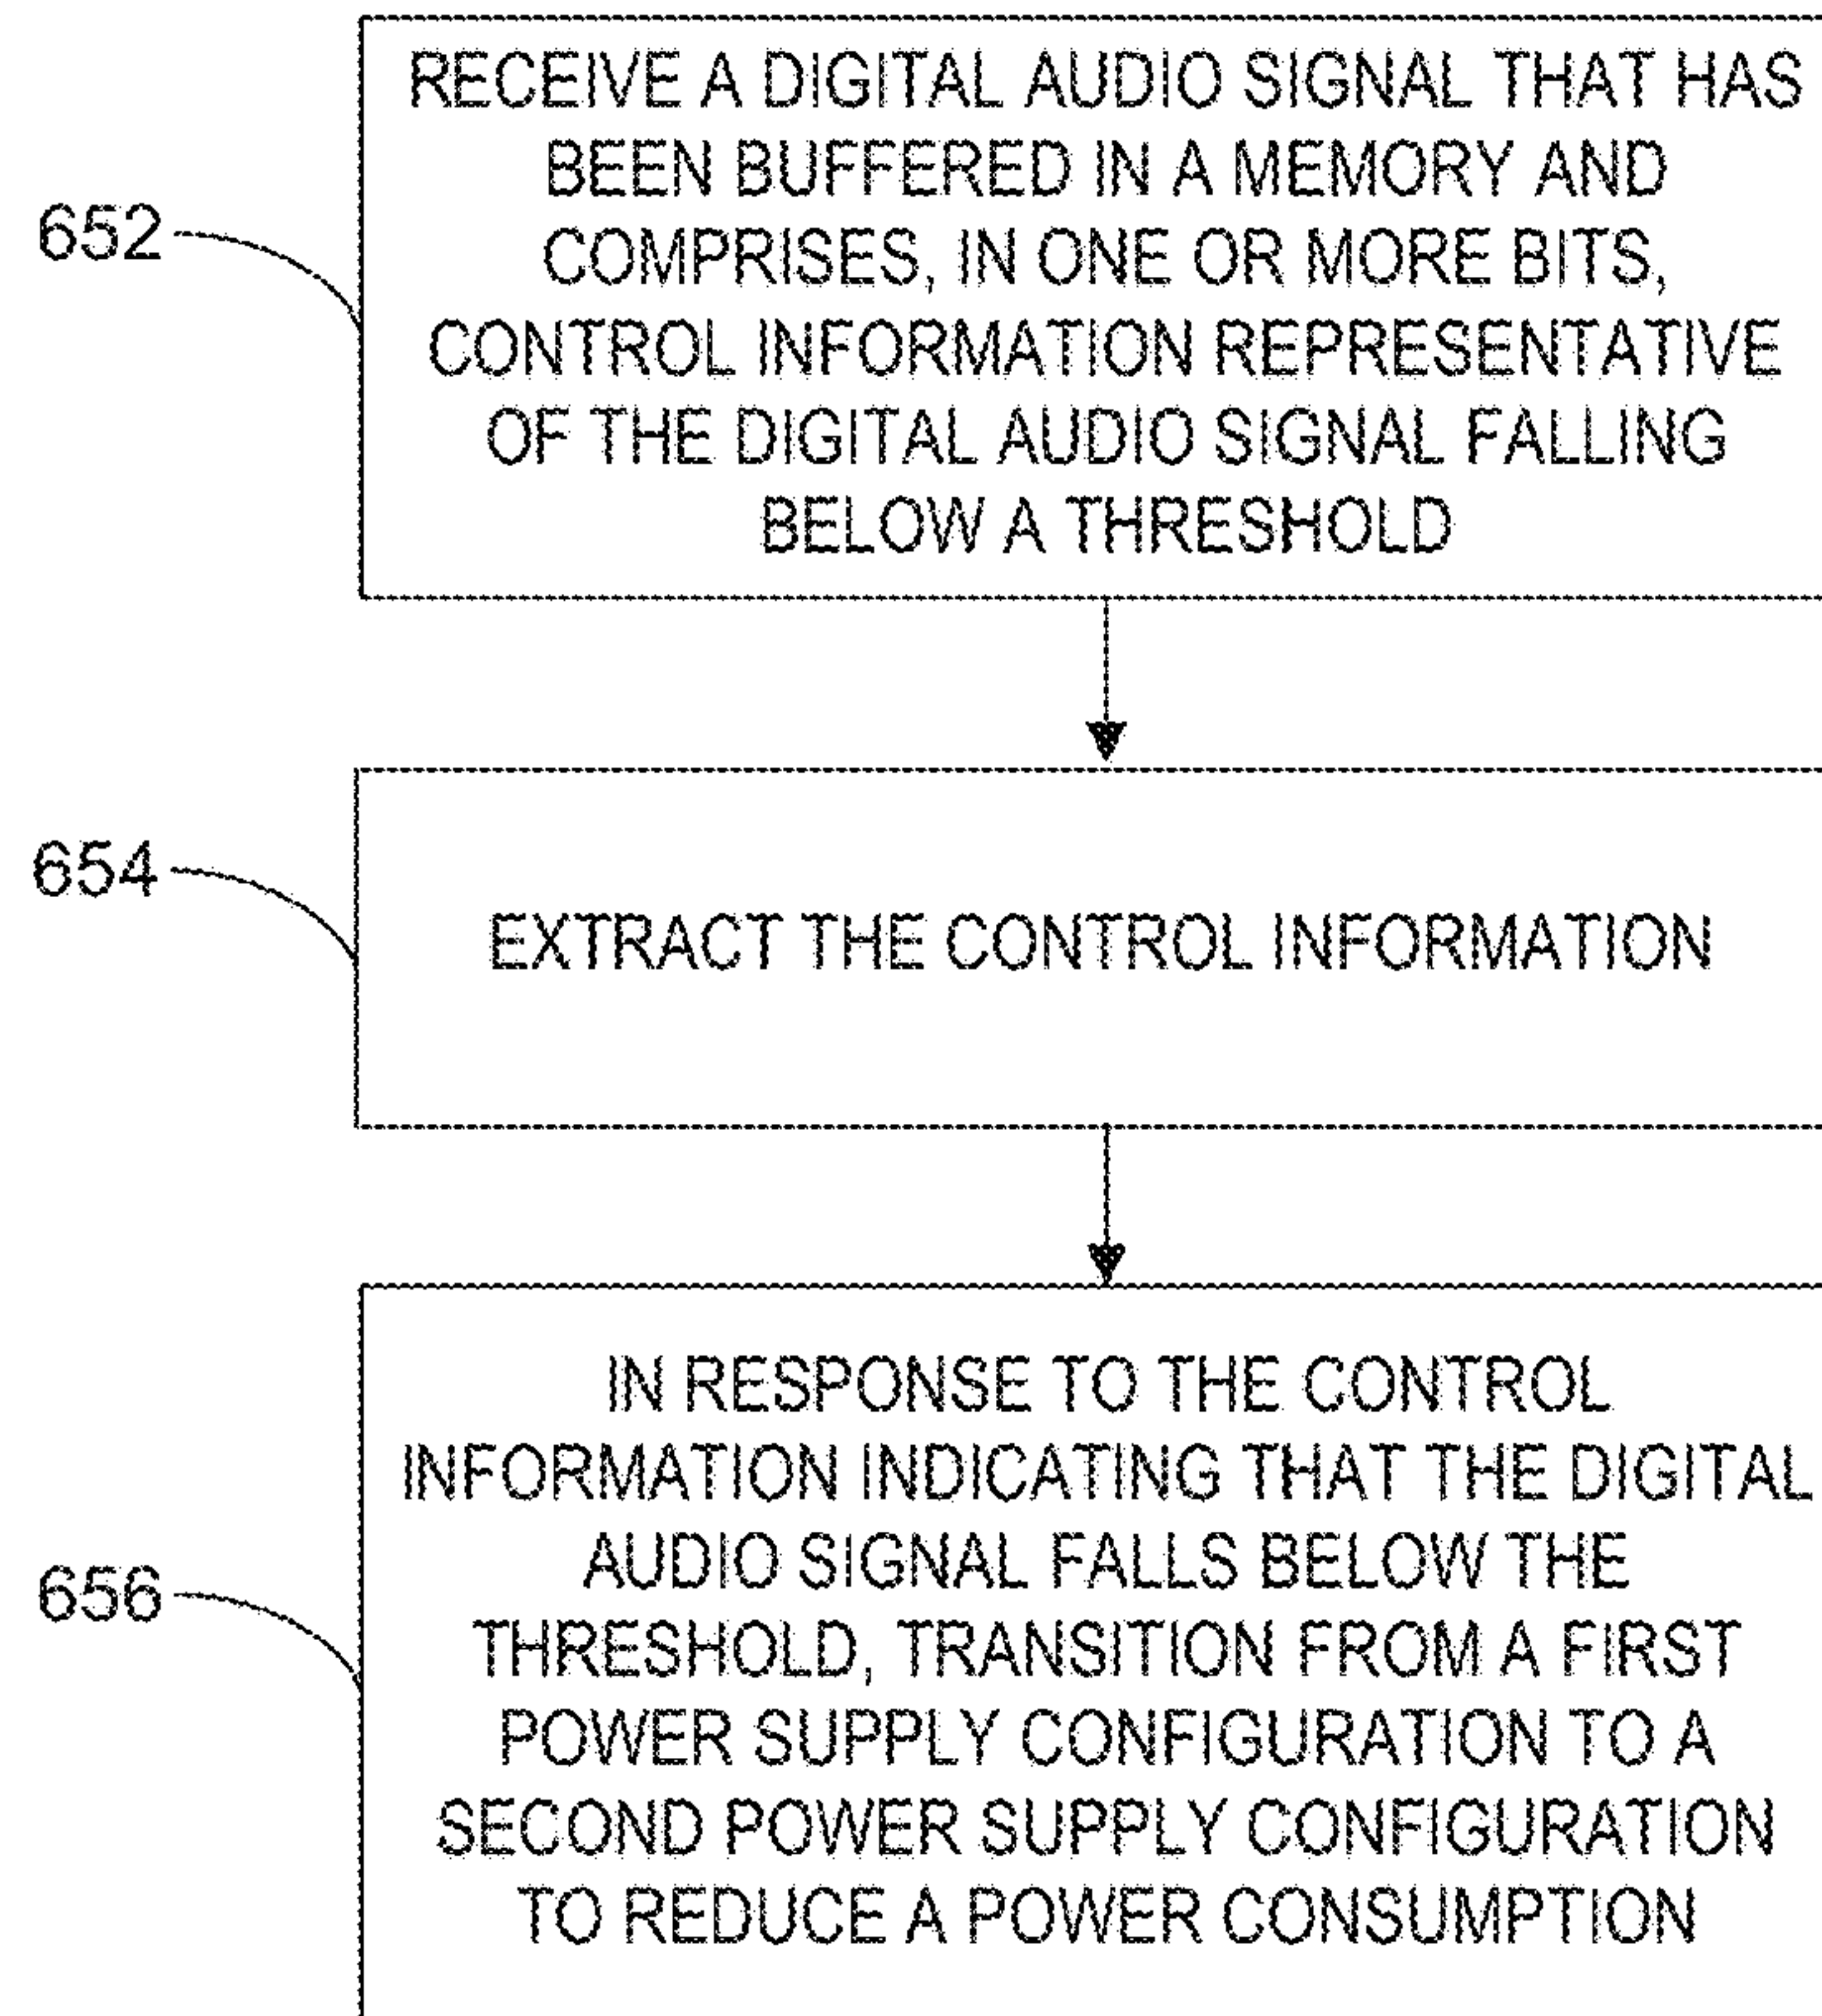 RECEIVE A DIGITAL AUDIO SIGNAL THAT HAS
BEEN BUFFERED IN A MEMORY AND
COMPRISES, IN ONE OR MORE BITS,
CONTROL INFORMATION REPRESENTATIVE
OF THE DIGITAL AUDIO SIGNAL FALLING
BELOW A THRESHOLD
652
EXTRACT THE CONTROL INFORMATION
654
IN RESPONSE TO THE CONTROL
INFORMATION INDICATING THAT THE DIGITAL
AUDIO SIGNAL FALLS BELOW THE
THRESHOLD, TRANSITION FROM A FIRST
POWER SUPPLY CONFIGURATION TO A
SECOND POWER SUPPLY CONFIGURATION
TO REDUCE A POWER CONSUMPTION
656